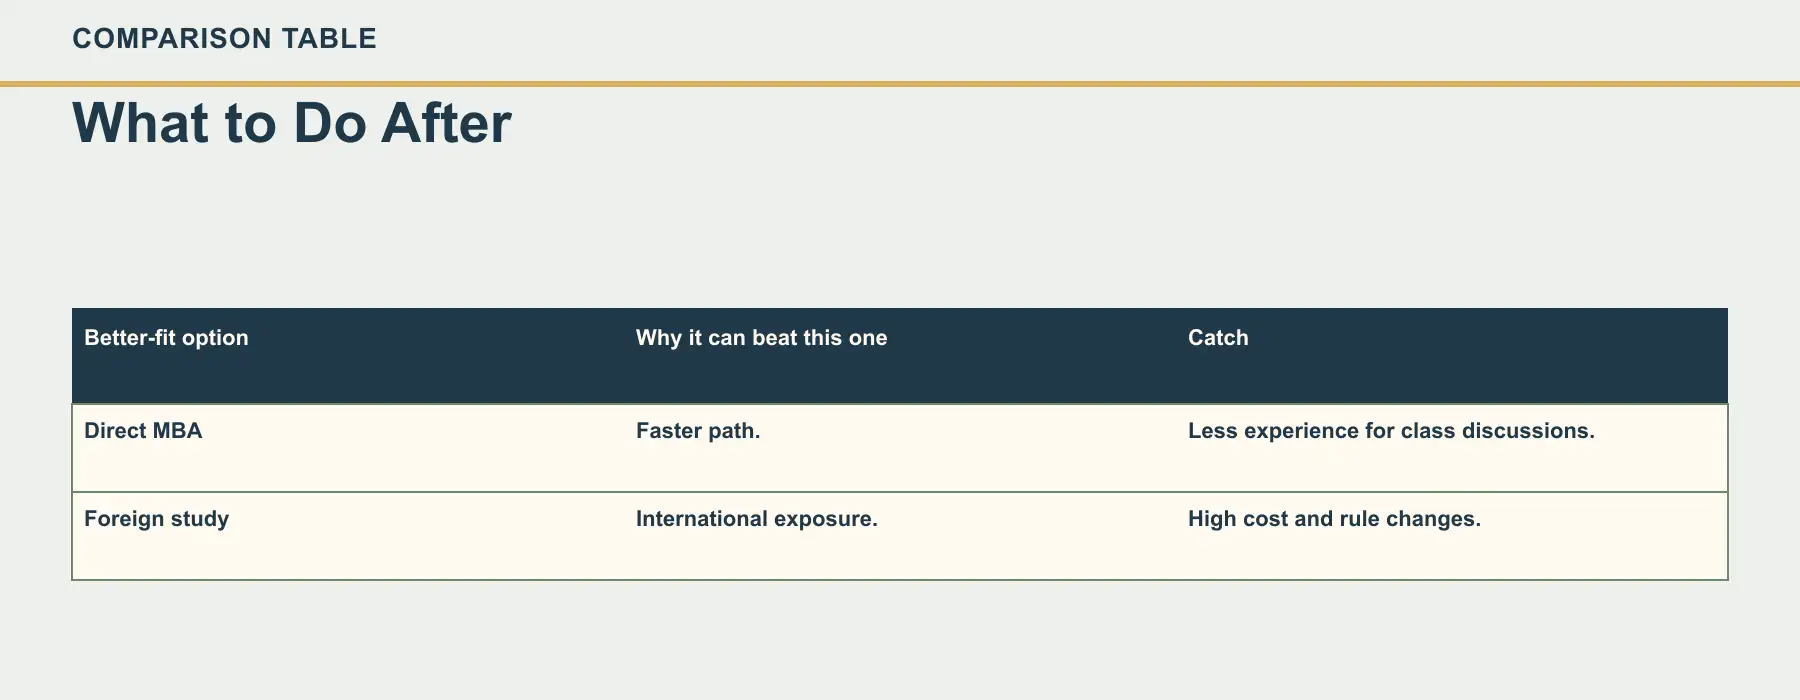 COMPARISON TABLE
What to Do After
Better-fit option Why it can beat this one Catch
Direct MBA Faster path. Less experience for class discussions.
Foreign study International exposure. High cost and rule changes.